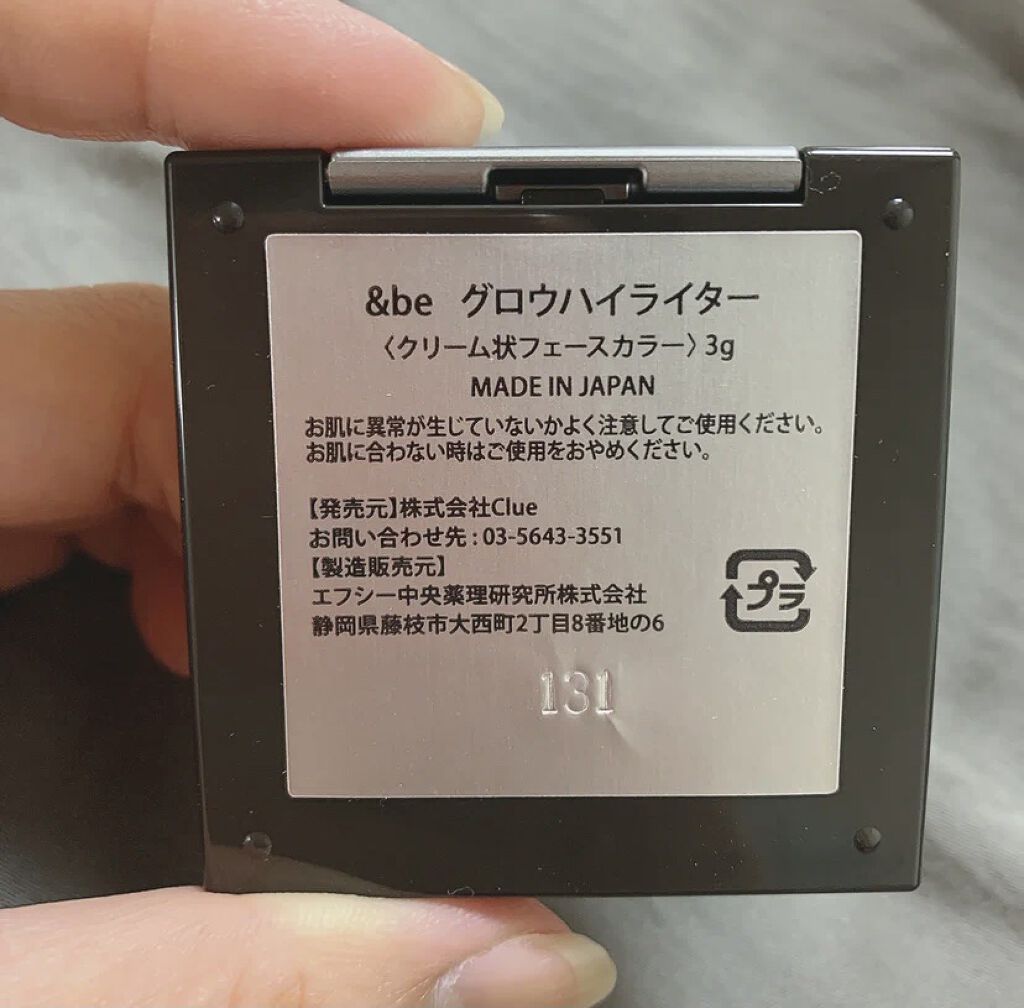 &be グロウハイライター
〈クリーム状フェースカラー〉3g
MADE IN JAPAN
お肌に異常が生じていないかよく注意してご使用ください。
お肌に合わない時はご使用をおやめください。
【発売元】株式会社Clue
お問い合わせ先 : 03-5643-3551
【製造販売元】
エフシー中央薬理研究所株式会社
静岡県藤枝市大西町2丁目8番地の6
プラ
131